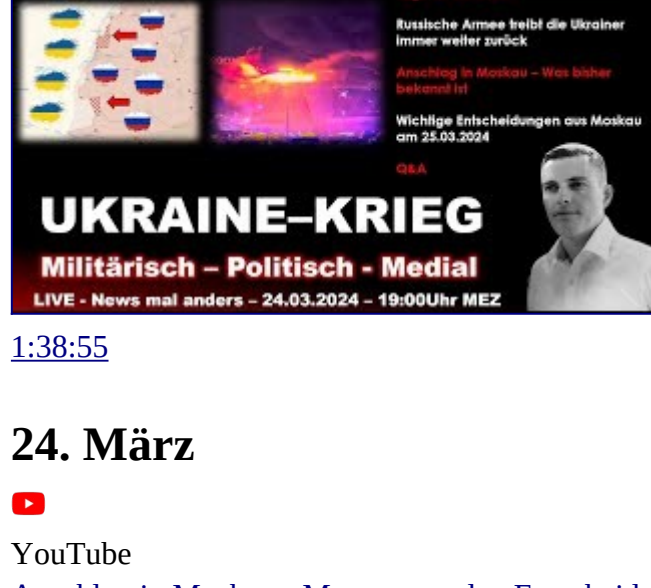 Russische Armee treibt die Ukrainer
immer weiter zurück
Anschlag in Moskau – Was bisher
bekannt ist
Wichtige Entscheidungen aus Moskau
am 25.03.2024
Q&A
UKRAINE–KRIEG
Militärisch – Politisch - Medial
LIVE - News mal anders – 24.03.2024 – 19:00Uhr MEZ
1:38:55
24. März
YouTube